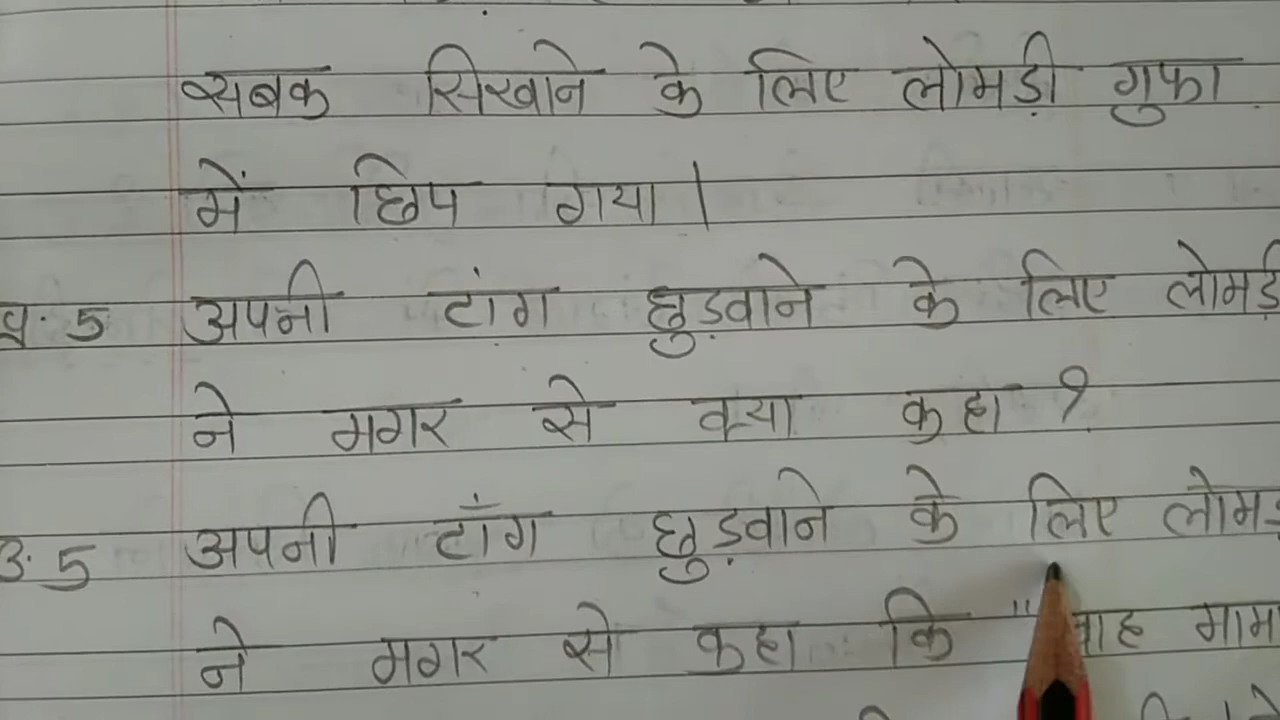 सबक सिखाने के लिए लोमड़ी गुफा
में छिप गया।
प्र. 5 अपनी टांग छुड़वाने के लिए लोमड़ी
ने मगर से क्या कहा ?
उ. 5 अपनी टाँग छुड़वाने के लिए
ने मगर से कहा कि "वाह